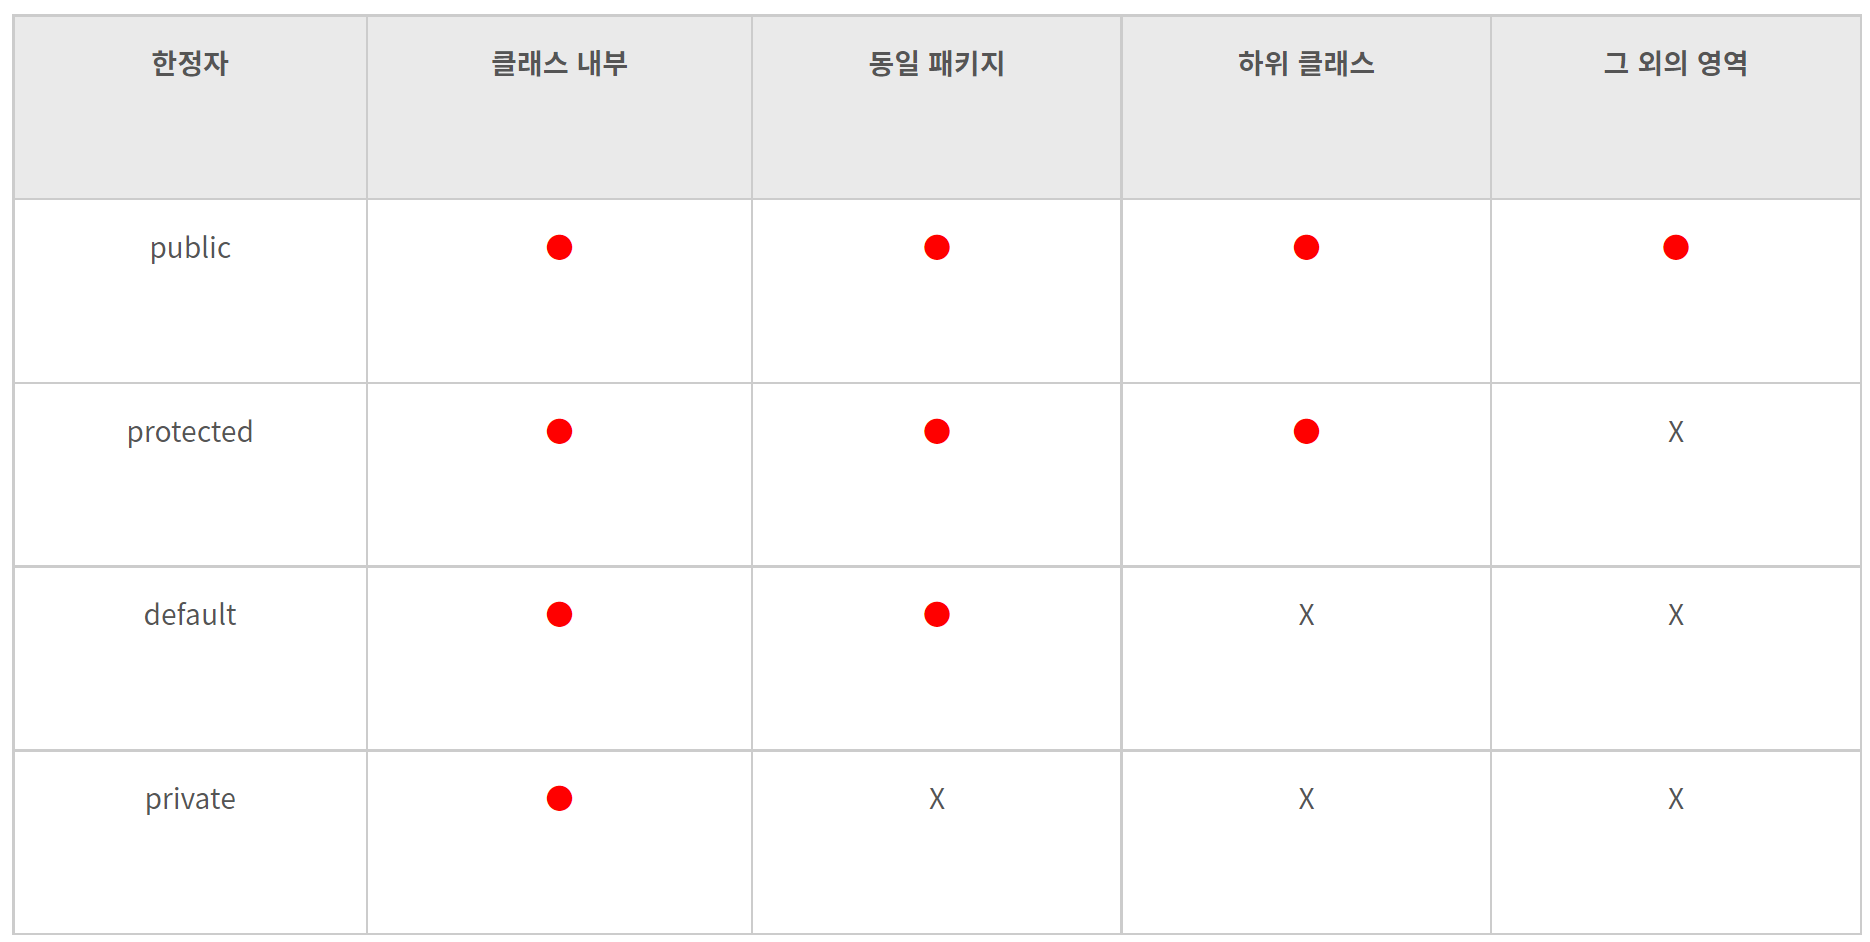 한정자 클래스 내부 동일 패키지 하위 클래스 그 외의 영역
public ● ● ● ●
protected ● ● ● X
default ● ● X X
private ● X X X